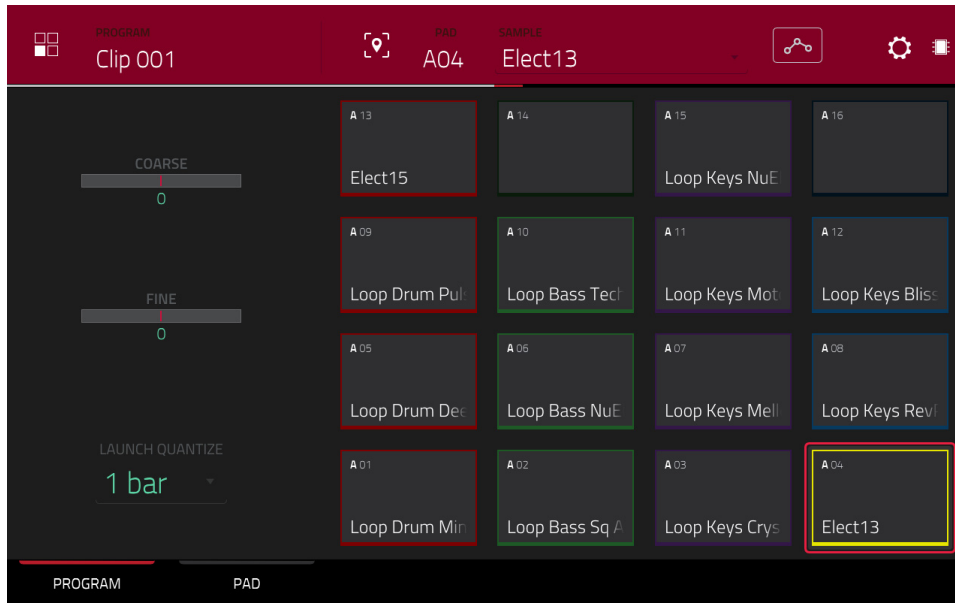 PROGRAM PAD SAMPLE
Clip 001 A04 Elect13
A 13 A 14 A 15 A 16
COARSE
Elect15 Loop Keys NuE
0
A 09 A 10 A 11 A 12
FINE
Loop Drum Pul Loop Bass Tech Loop Keys Mot Loop Keys Bliss
0
A 05 A 06 A 07 A 08
Loop Drum Dee Loop Bass NuE Loop Keys Mell Loop Keys Rev
LAUNCH QUANTIZE
A 01 A 02 A 03 A 04
1 bar
Loop Drum Min Loop Bass Sq A Loop Keys Crys Elect13
PROGRAM PAD